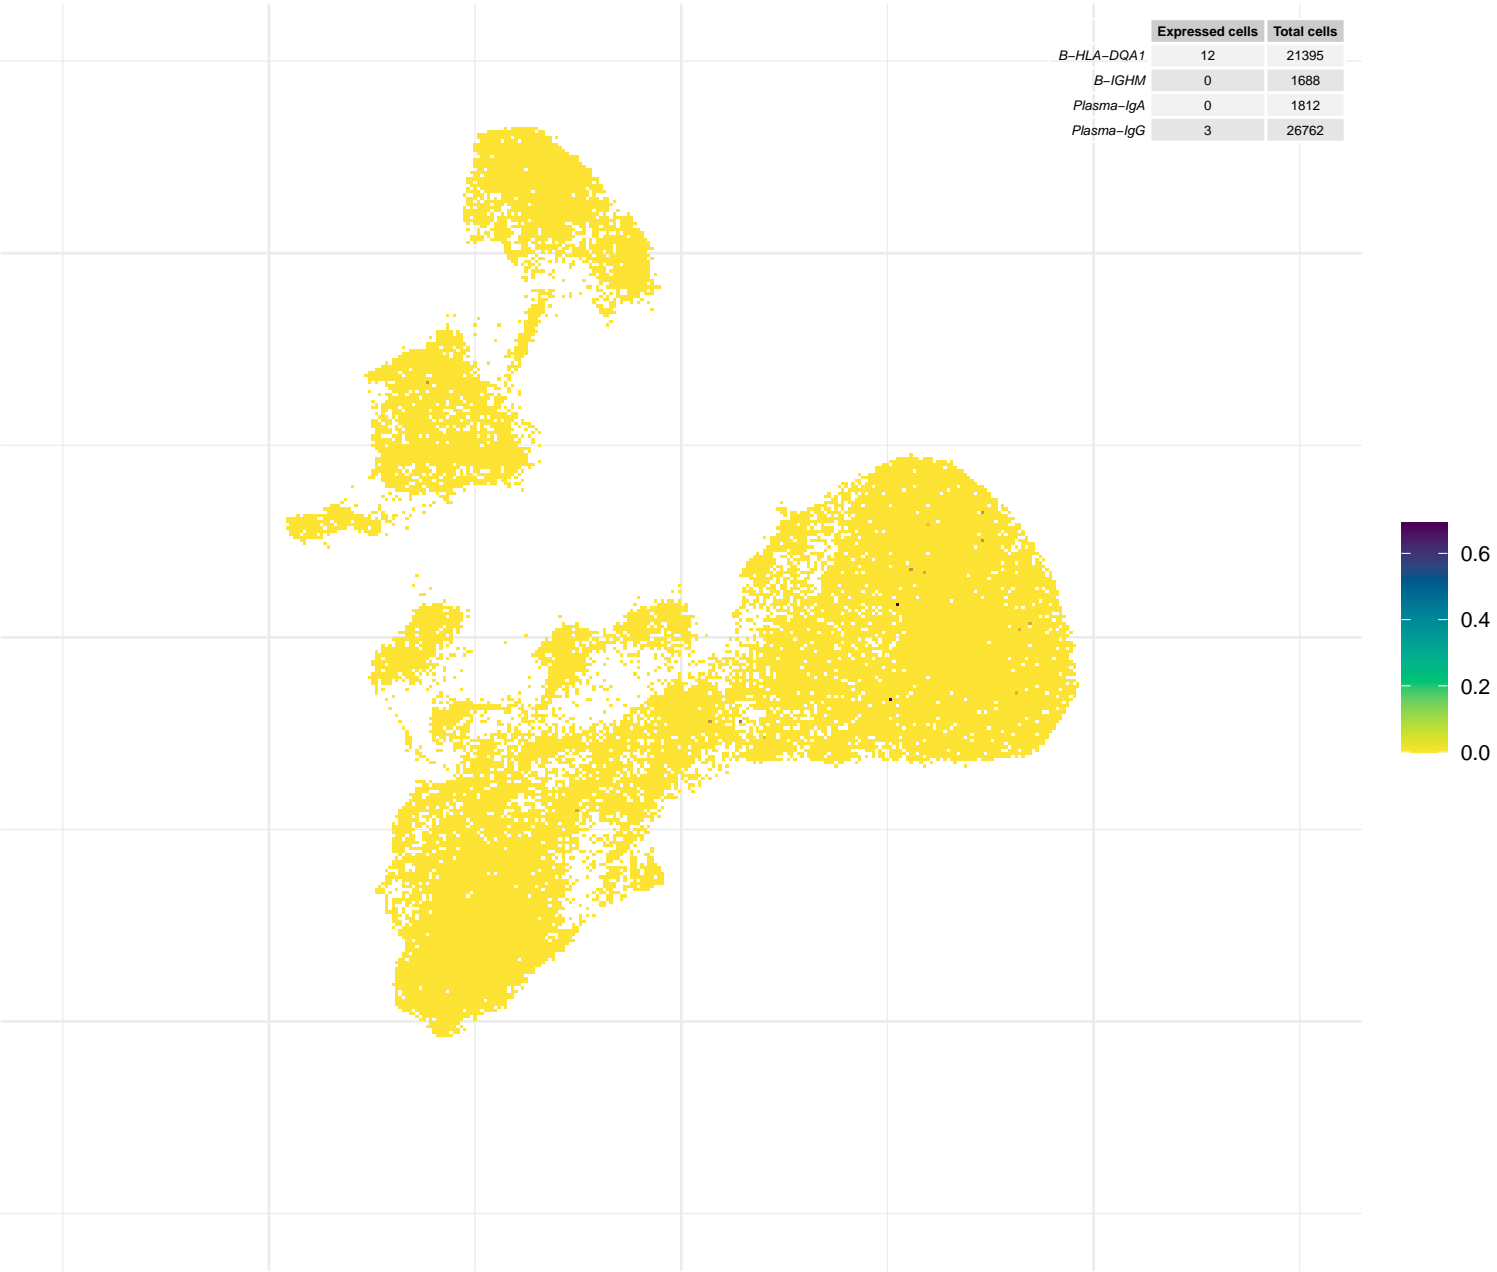 Expressed cells Total cells
B−HLA−DQA1 12 21395
B−IGHM 0 1688
Plasma−IgA 0 1812
Plasma−IgG 3 26762
0.6
0.4
0.2
0.0